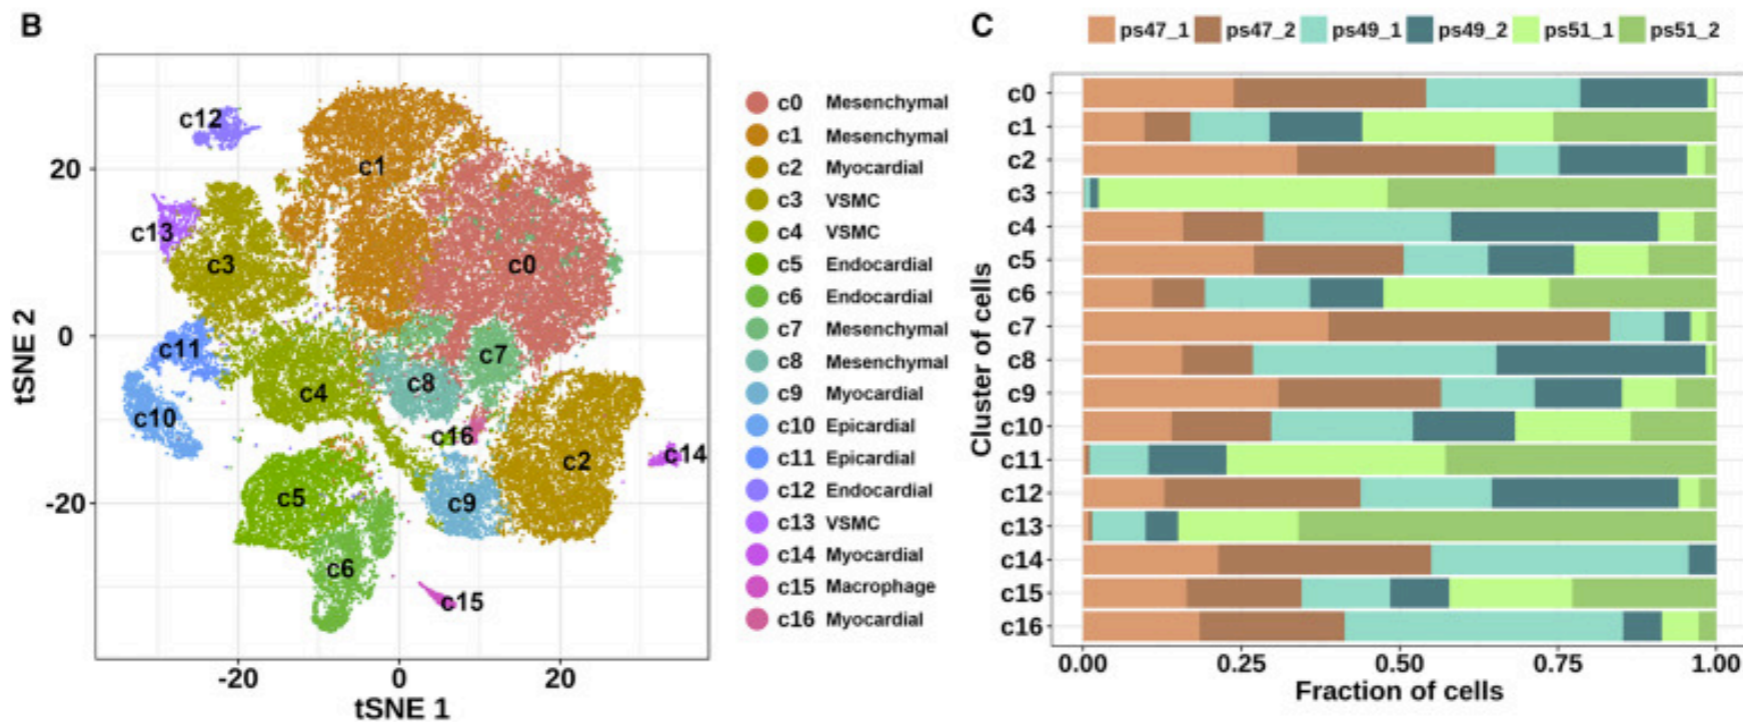 B
c12
c1
c13
c3
c0
c11
c7
c8
c4
c10
c16
c14
c2
c5
c9
c6
c15
20
0
-20
tSNE 2
-20
0
20
tSNE 1
c0 Mesenchymal
c1 Mesenchymal
c2 Myocardial
c3 VSMC
c4 VSMC
c5 Endocardial
c6 Endocardial
c7 Mesenchymal
c8 Mesenchymal
c9 Myocardial
c10 Epicardial
c11 Epicardial
c12 Endocardial
c13 VSMC
c14 Myocardial
c15 Macrophage
c16 Myocardial
C
ps47_1 ps47_2 ps49_1 ps49_2 ps51_1 ps51_2
Cluster of cells
c0
c1
c2
c3
c4
c5
c6
c7
c8
c9
c10
c11
c12
c13
c14
c15
c16
0.00 0.25 0.50 0.75 1.00
Fraction of cells